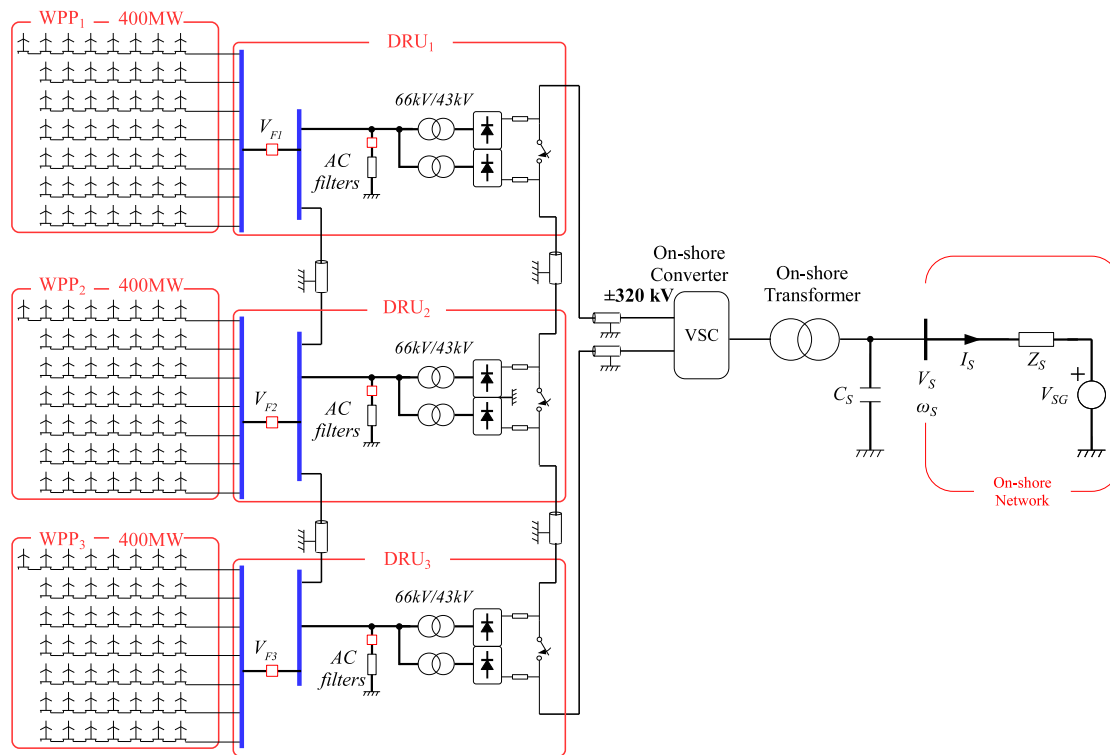 WPP1 400MW
DRU1
66kV/43kV
VF1
AC
filters
WPP2 400MW
DRU2
66kV/43kV
VF2
AC
filters
WPP3 400MW
DRU3
66kV/43kV
VF3
AC
filters
±320 kV
On-shore
Converter
VSC
On-shore
Transformer
CS
VS
ωS
IS
ZS
VSG
+
On-shore
Network